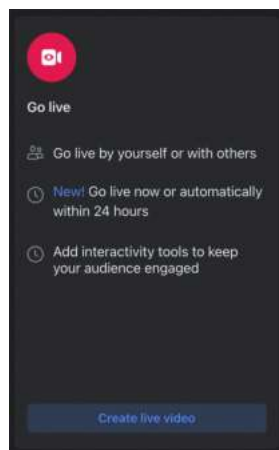 Go live
Go live by yourself or with others
New! Go live now or automatically
within 24 hours
Add interactivity tools to keep
your audience engaged
Create live video